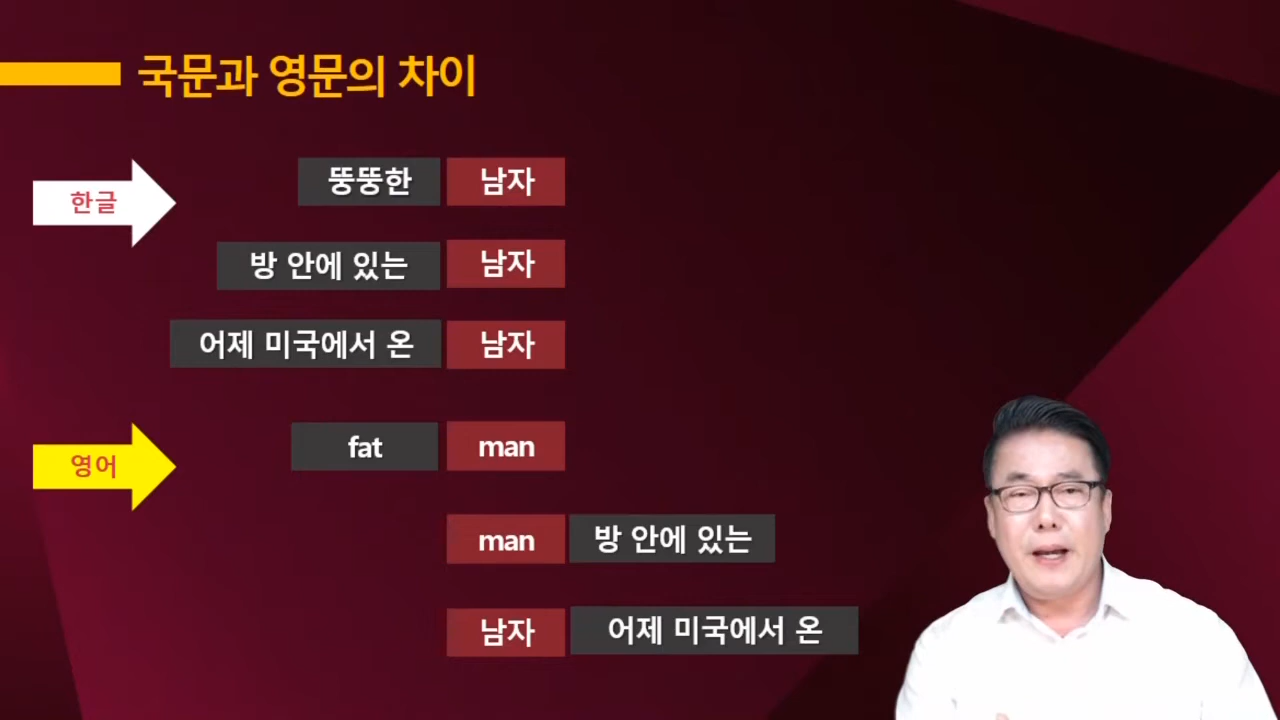 국문과 영문의 차이
한글
뚱뚱한 남자
방 안에 있는 남자
어제 미국에서 온 남자
영어
fat man
man 방 안에 있는
남자 어제 미국에서 온